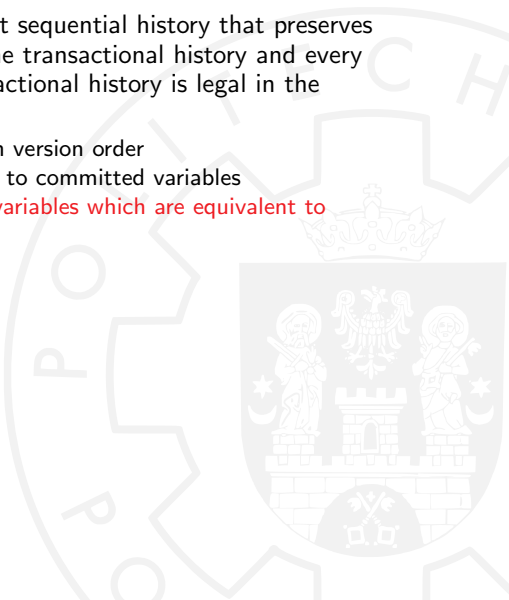 t sequential history that preserves
e transactional history and every
actional history is legal in the
version order
to committed variables
variables which are equivalent to
P O L I T E C H
P O